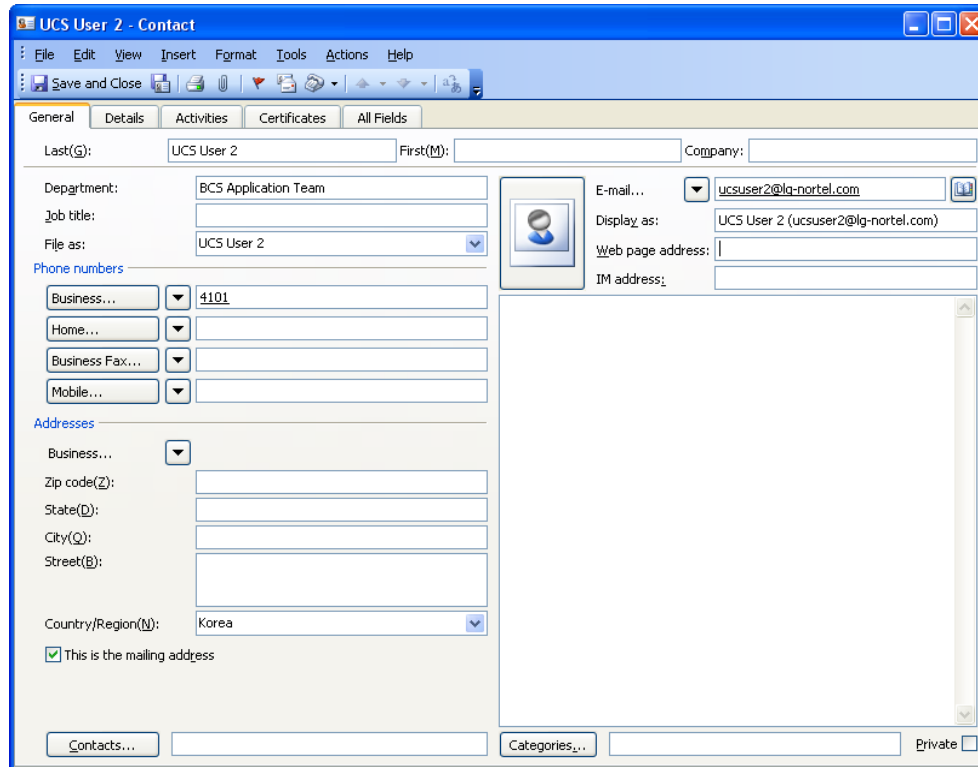 UCS User 2 - Contact
File Edit View Insert Format Tools Actions Help
Save and Close
General Details Activities Certificates All Fields
Last(G): UCS User 2 First(M): Company:
Department: BCS Application Team
Job title:
File as: UCS User 2
E-mail... ucsuser2@lg-nortel.com
Display as: UCS User 2 (ucsuser2@lg-nortel.com)
Web page address:
IM address:
Phone numbers
Business... 4101
Home...
Business Fax...
Mobile...
Addresses
Business...
Zip code(Z):
State(D):
City(Q):
Street(B):
Country/Region(N): Korea
This is the mailing address
Contacts... Categories... Private